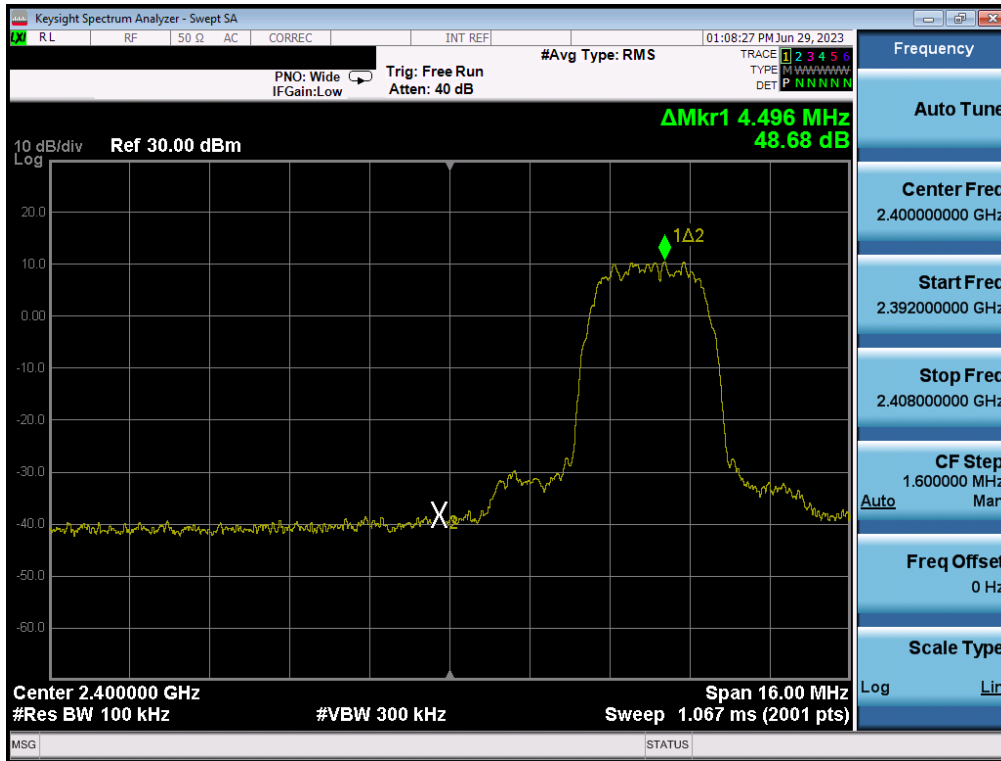 Keysight Spectrum Analyzer - Swept SA
LXI RL RF 50 Ω AC CORREC INT REF 01:08:27 PM Jun 29, 2023
#Avg Type: RMS
TRACE 1 2 3 4 5 6
TYPE M WWWWW
DET P N N N N N
PNO: Wide
IFGain:Low
Trig: Free Run
Atten: 40 dB
ΔMkr1 4.496 MHz
48.68 dB
10 dB/div Ref 30.00 dBm
Log
20.0
10.0
0.00
-10.0
-20.0
-30.0
-40.0
-50.0
-60.0
1Δ2
X2
Center 2.400000 GHz Span 16.00 MHz
#Res BW 100 kHz #VBW 300 kHz Sweep 1.067 ms (2001 pts)
MSG STATUS
Frequency
Auto Tune
Center Freq
2.400000000 GHz
Start Freq
2.392000000 GHz
Stop Freq
2.408000000 GHz
CF Step
1.600000 MHz
Auto Man
Freq Offset
0 Hz
Scale Type
Log Lin